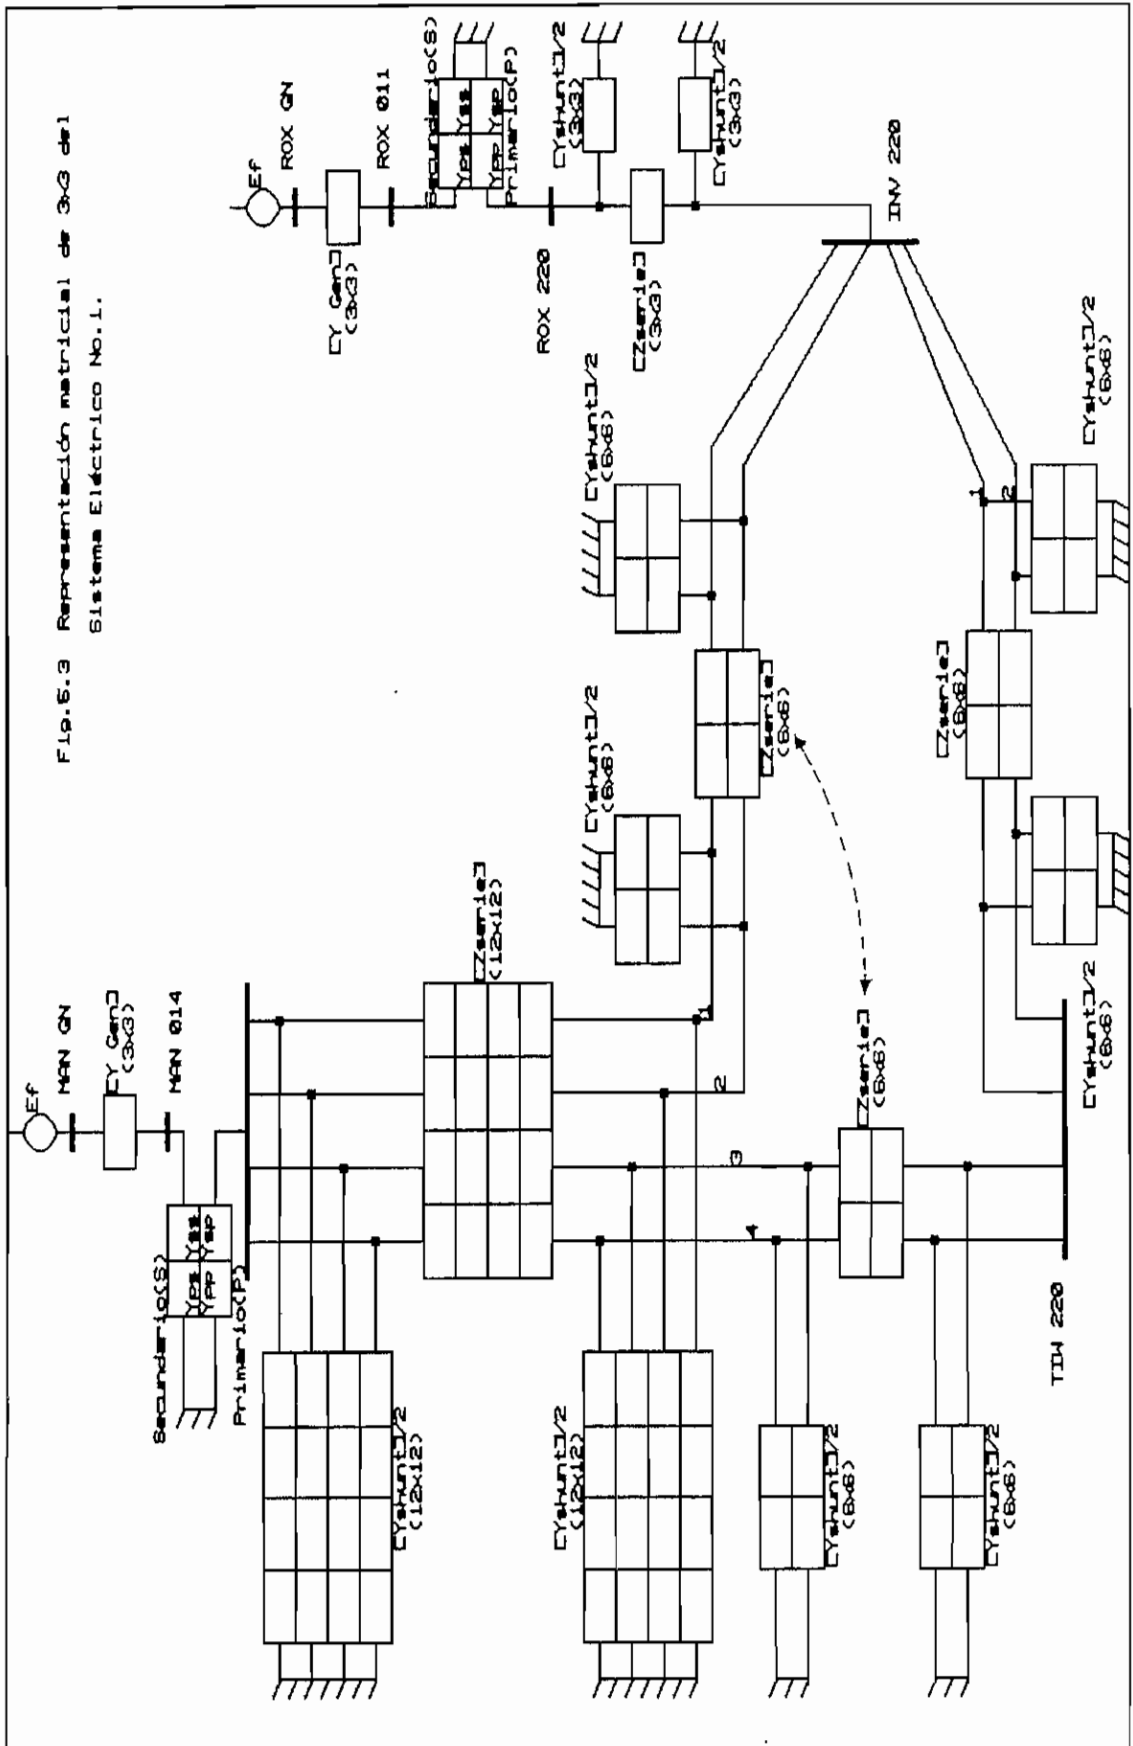 Fig.5.3 Representación matricial de 3x3 del
Sistema Eléctrico No.1.
Ef
MAN GN
[Y Gen]
(3x3)
MAN 014
Secundario(S)
Yps Yss
Ypp Ysp
Primario(P)
[Yshunt]/2
(12x12)
[Zserie]
(12x12)
[Yshunt]/2
(12x12)
1
2
3
4
[Zserie]
(6x6)
[Yshunt]/2
(6x6)
[Yshunt]/2
(6x6)
TIW 220
[Yshunt]/2
(6x6)
[Zserie]
(6x6)
[Yshunt]/2
(6x6)
[Yshunt]/2
(6x6)
[Zserie]
(6x6)
[Yshunt]/2
(6x6)
1
2
INV 220
Ef
ROX GN
[Y Gen]
(3x3)
ROX 011
Secundario(S)
Yps Yss
Ypp Ysp
Primario(P)
ROX 220
[Yshunt]/2
(3x3)
[Zserie]
(3x3)
[Yshunt]/2
(3x3)